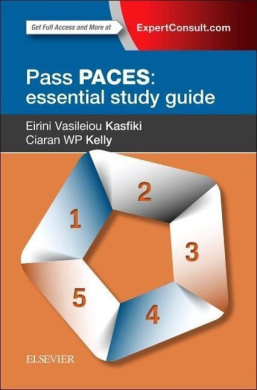 Get Full Access and More at
ExpertConsult.com
Pass PACES:
essential study guide
Eirini Vasileiou Kasfiki
Ciaran WP Kelly
1
2
3
5
4
ELSEVIER